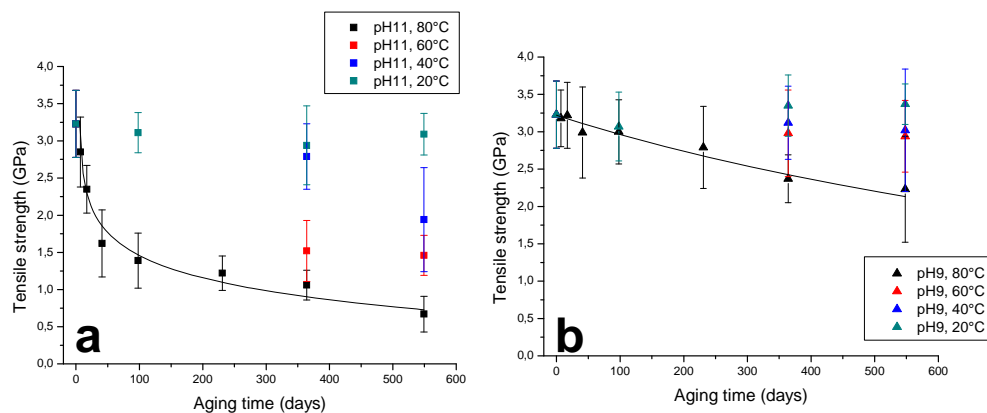 pH11, 80°C
pH11, 60°C
pH11, 40°C
pH11, 20°C
4,0
3,5
3,0
2,5
2,0
1,5
1,0
0,5
0,0
0
100
200
300
400
500
600
Tensile strength (GPa)
Aging time (days)
a
4,0
3,5
3,0
2,5
2,0
1,5
1,0
0,5
0,0
0
100
200
300
400
500
600
Tensile strength (GPa)
Aging time (days)
b
pH9, 80°C
pH9, 60°C
pH9, 40°C
pH9, 20°C